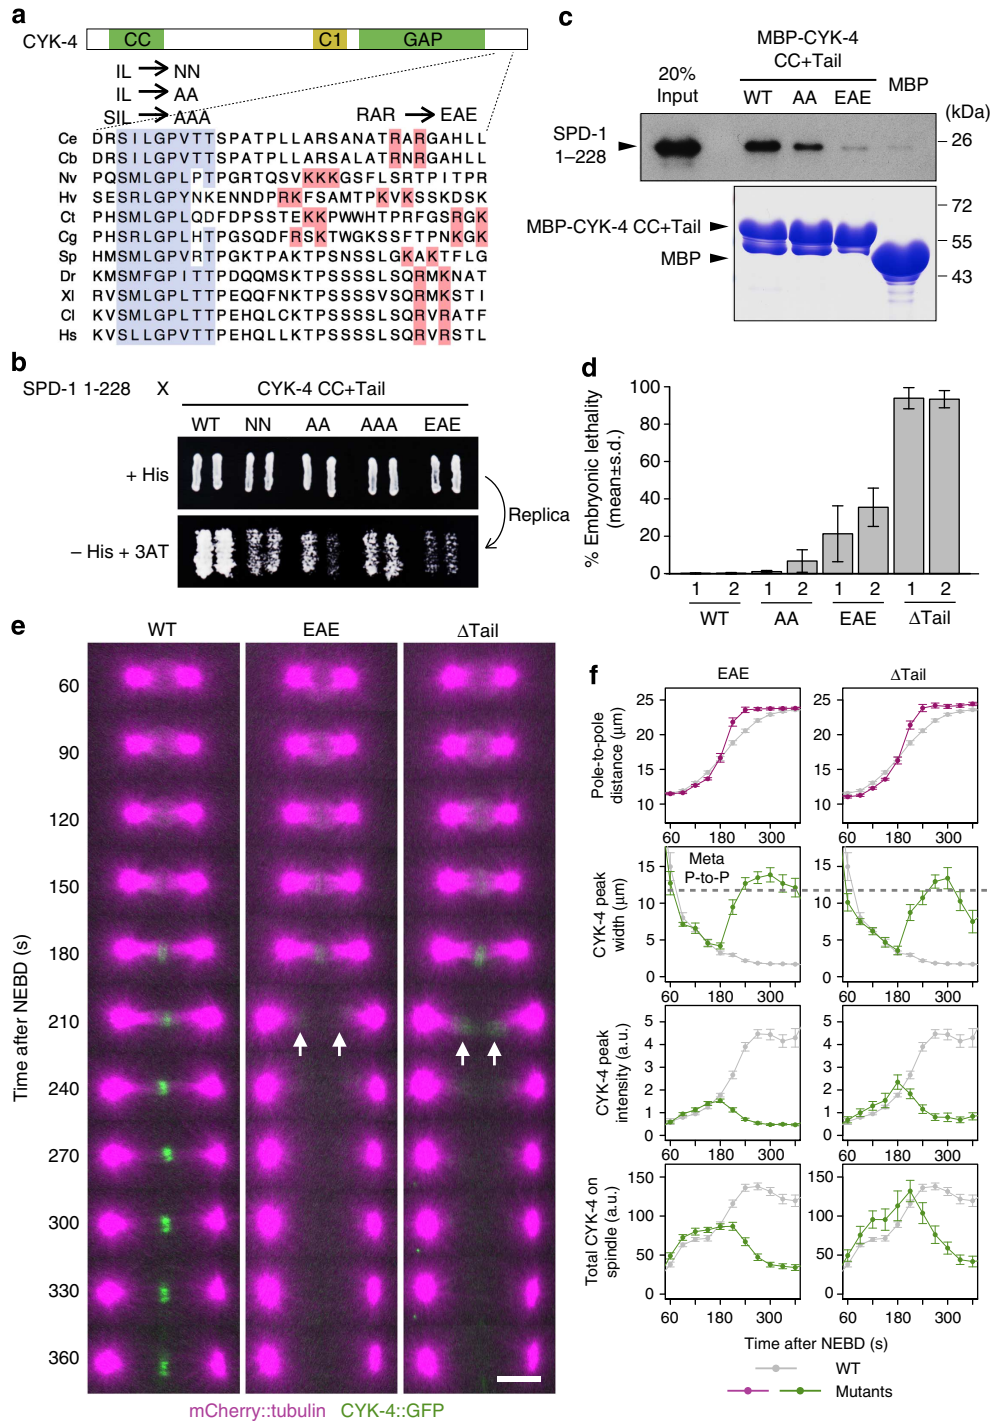 a
CYK-4 CC C1 GAP
IL → NN
IL → AA
SIL → AAA RAR → EAE
Ce DRSILGPVTTSPATPLLARSANATRARGAHLL
Cb DRSILGPVTTSPATPLLARSANATRNRGAHLL
Nv PQSMLGPLPTPGRTQSVKKKGSFLSRTPITPR
Hv SESRLGPYNKENNDPRKFSAMTPKVKSSKDSK
Ct PHSMLGPLQDFDPSSTEKKPWWHTPRFGSRGK
Cg PHSRLGPLHTPGSQDFRSKTWGKSSFTPNKGK
Sp HMSMLGPVRTPGKTPAKTPSNSSLGKAKTFLG
Dr KMSMFGPITTPDQQMSKTPSSSSLSQRMKNAT
Xl RVSMLGPLTTPEQQFNKTPSSSSVSQRMKSTI
Cl KVSMLGPLTTPEHQLCKTPSSSSLSQRVRATF
Hs KVSLLGPVTTPEHQLLKTPSSSSLSQRVRSTL
b
SPD-1 1-228 X CYK-4 CC+Tail
WT NN AA AAA EAE
+ His
Replica
– His + 3AT
c
MBP-CYK-4
CC+Tail
20%
Input
WT AA EAE MBP
(kDa)
SPD-1
1–228
26
72
MBP-CYK-4 CC+Tail
55
MBP
43
d
% Embryonic lethality
(mean±s.d.)
100
80
60
40
20
0
1 2 1 2 1 2 1 2
WT AA EAE ΔTail
e
WT EAE ΔTail
Time after NEBD (s)
60
90
120
150
180
210
240
270
300
330
360
mCherry::tubulin CYK-4::GFP
f
EAE ΔTail
Pole-to-pole
distance (μm)
25 25
20 20
15 15
10 10
60 180 300 60 180 300
CYK-4 peak
width (μm)
Meta
P-to-P
15 15
10 10
5 5
0 0
60 180 300 60 180 300
CYK-4 peak
intensity (a.u.)
5 5
4 4
3 3
2 2
1 1
0 0
60 180 300 60 180 300
Total CYK-4 on
spindle (a.u.)
150 150
100 100
50 50
0 0
60 180 300 60 180 300
Time after NEBD (s)
WT
Mutants